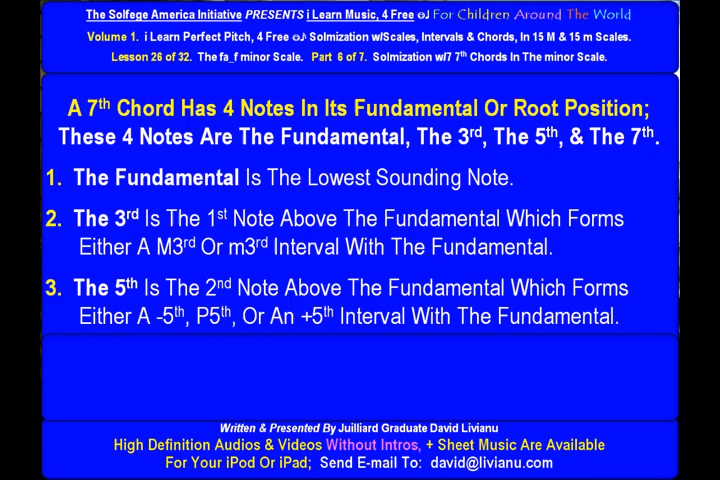 The Solfege America Initiative PRESENTS i Learn Music, 4 Free For Children Around The World
Volume 1. i Learn Perfect Pitch, 4 Free Solmization w/Scales, Intervals & Chords, In 15 M & 15 m Scales.
Lesson 26 of 32. The fa_f minor Scale. Part 6 of 7. Solmization w/7 7th Chords In The minor Scale.
A 7th Chord Has 4 Notes In Its Fundamental Or Root Position;
These 4 Notes Are The Fundamental, The 3rd, The 5th, & The 7th.
1. The Fundamental Is The Lowest Sounding Note.
2. The 3rd Is The 1st Note Above The Fundamental Which Forms
Either A M3rd Or m3rd Interval With The Fundamental.
3. The 5th Is The 2nd Note Above The Fundamental Which Forms
Either A -5th, P5th, Or An +5th Interval With The Fundamental.
Written & Presented By Juilliard Graduate David Livianu
High Definition Audios & Videos Without Intros, + Sheet Music Are Available
For Your iPod Or iPad; Send E-mail To: david@livianu.com